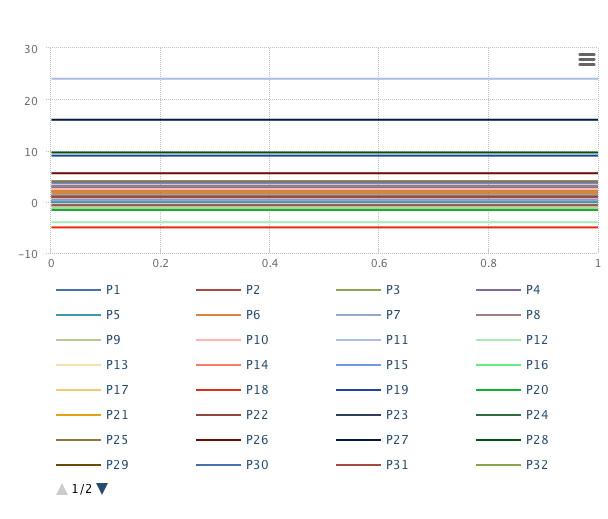 30
20
10
0
−10
0 0.2 0.4 0.6 0.8 1
P1 P2 P3 P4
P5 P6 P7 P8
P9 P10 P11 P12
P13 P14 P15 P16
P17 P18 P19 P20
P21 P22 P23 P24
P25 P26 P27 P28
P29 P30 P31 P32
1/2